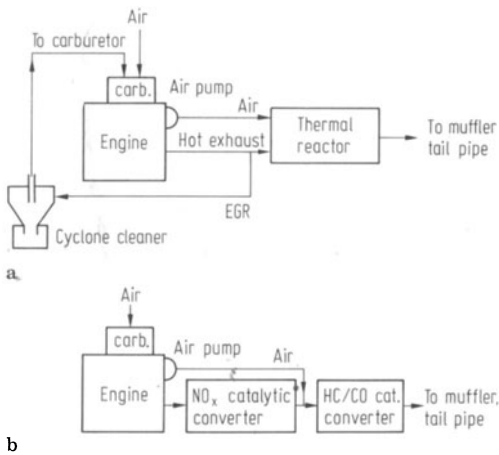 Air
To carburetor
carb.
Air pump
Air
Engine
Hot exhaust
Thermal
reactor
To muffler
tail pipe
EGR
Cyclone cleaner
a.
Air
carb.
Air pump
Air
Engine
NOx catalytic
converter
HC/CO cat.
converter
To muffler,
tail pipe
b